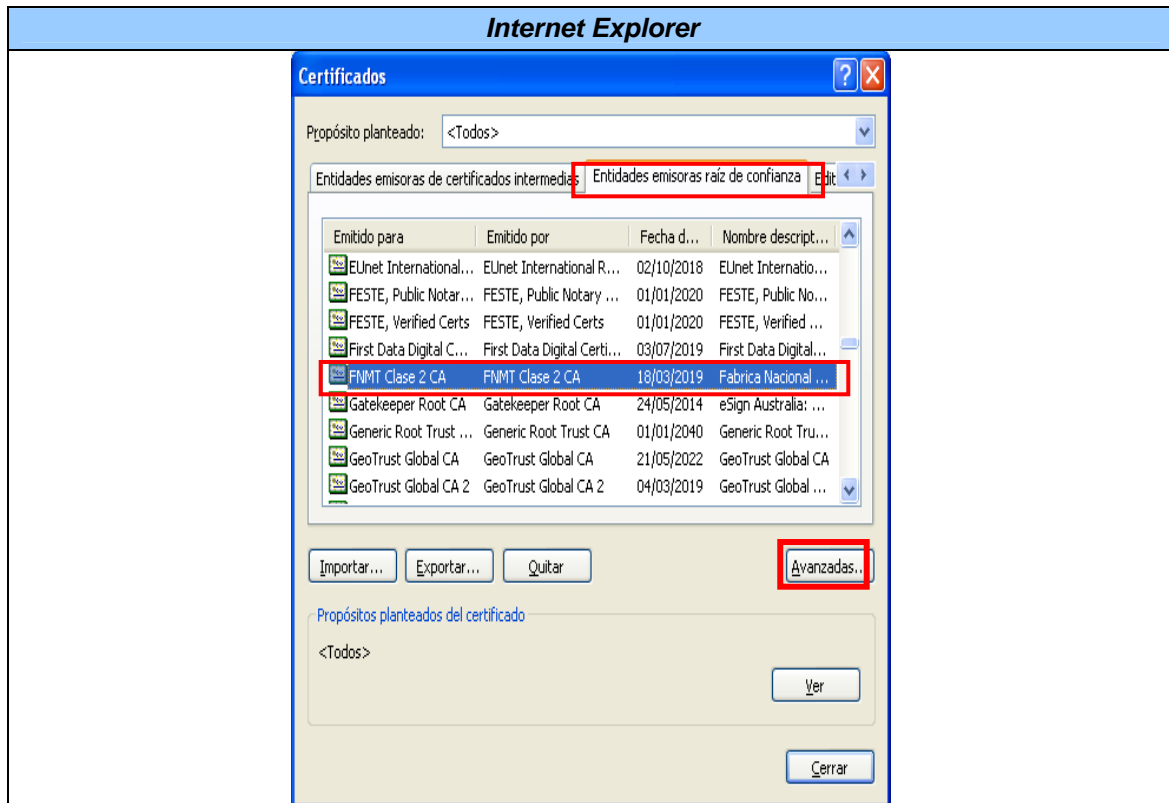 Internet Explorer
Certificados
Propósito planteado: <Todos>
Entidades emisoras de certificados intermedias Entidades emisoras raíz de confianza Edit
Emitido para Emitido por Fecha d... Nombre descript...
EUnet International... EUnet International R... 02/10/2018 EUnet Internatio...
FESTE, Public Notar... FESTE, Public Notary ... 01/01/2020 FESTE, Public No...
FESTE, Verified Certs FESTE, Verified Certs 01/01/2020 FESTE, Verified ...
First Data Digital C... First Data Digital Certi... 03/07/2019 First Data Digital...
FNMT Clase 2 CA FNMT Clase 2 CA 18/03/2019 Fabrica Nacional ...
Gatekeeper Root CA Gatekeeper Root CA 24/05/2014 eSign Australia: ...
Generic Root Trust ... Generic Root Trust CA 01/01/2040 Generic Root Tru...
GeoTrust Global CA GeoTrust Global CA 21/05/2022 GeoTrust Global CA
GeoTrust Global CA 2 GeoTrust Global CA 2 04/03/2019 GeoTrust Global ...
Importar... Exportar... Quitar Avanzadas...
Propósitos planteados del certificado
<Todos>
Ver
Cerrar